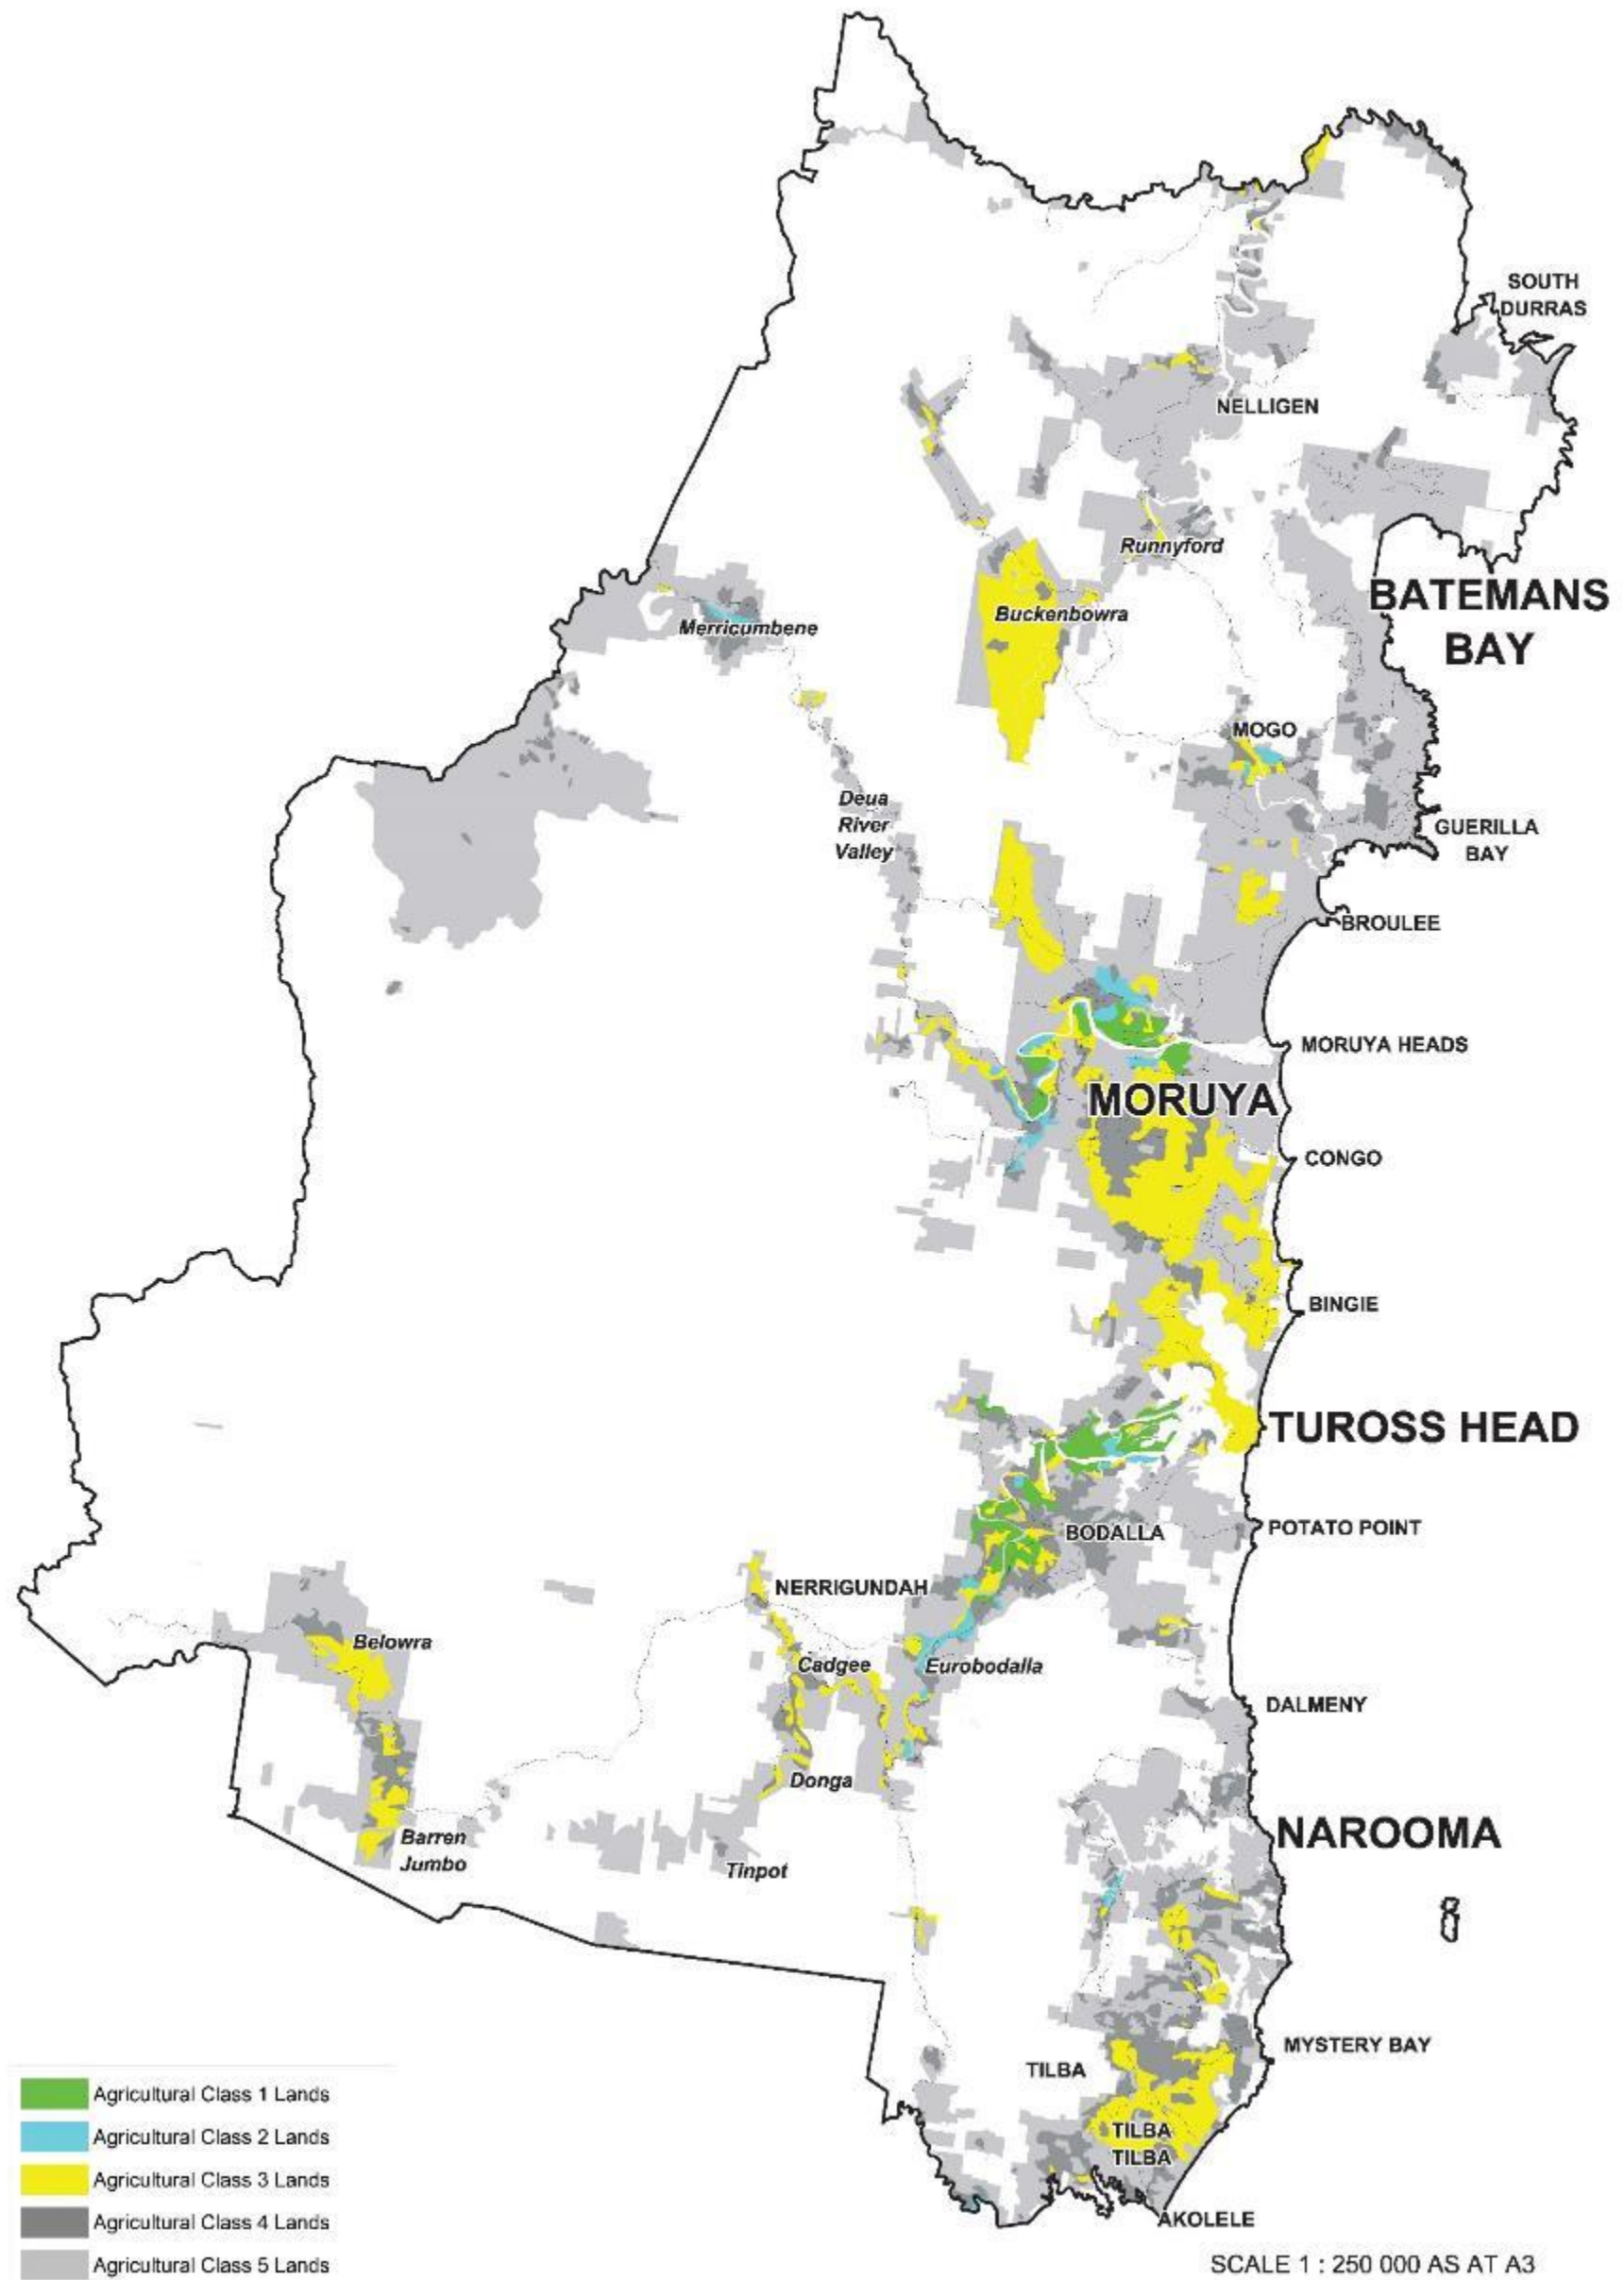 SOUTH
DURRAS
NELLIGEN
Runnyford
BATEMANS
BAY
Buckenbowra
Merricumbene
MOGO
Deua
River
Valley
GUERILLA
BAY
BROULEE
MORUYA HEADS
MORUYA
CONGO
BINGIE
TUROSS HEAD
POTATO POINT
BODALLA
NERRIGUNDAH
Belowra
Cadgee
Eurobodalla
DALMENY
Donga
NAROOMA
Barren
Jumbo
Tinpot
MYSTERY BAY
TILBA
TILBA
TILBA
AKOLELE
Agricultural Class 1 Lands
Agricultural Class 2 Lands
Agricultural Class 3 Lands
Agricultural Class 4 Lands
Agricultural Class 5 Lands
SCALE 1 : 250 000 AS AT A3